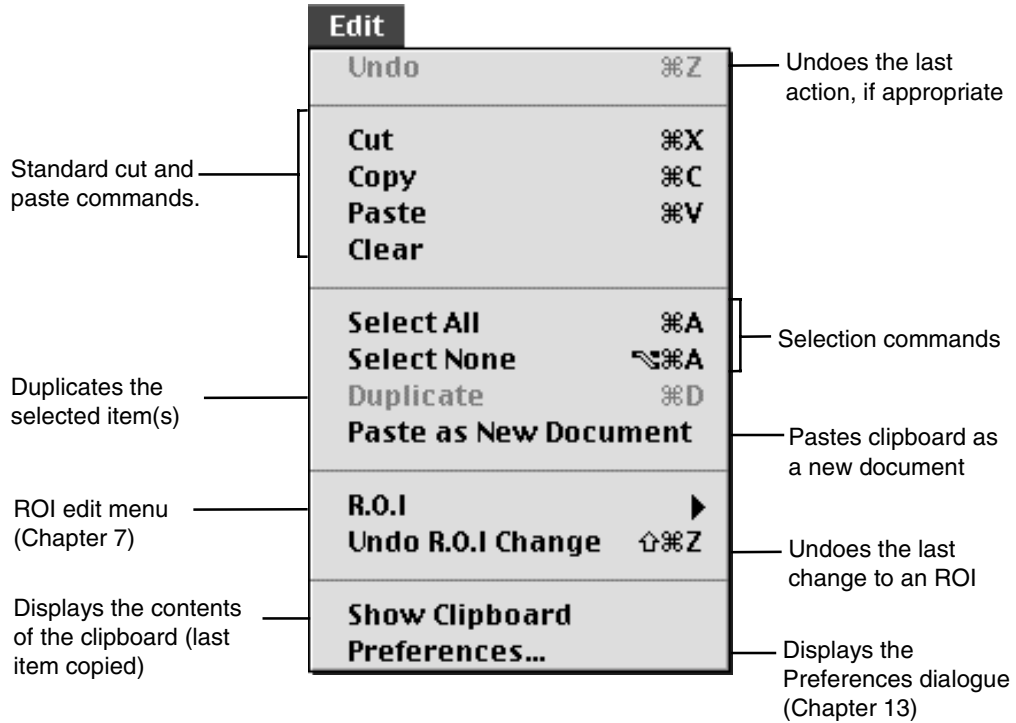 Edit
Undo ⌘Z
Undoes the last
action, if appropriate
Standard cut and
paste commands.
Cut ⌘X
Copy ⌘C
Paste ⌘V
Clear
Select All ⌘A
Select None ⌥⌘A
Selection commands
Duplicates the
selected item(s)
Duplicate ⌘D
Paste as New Document
Pastes clipboard as
a new document
ROI edit menu
(Chapter 7)
R.O.I ▶
Undo R.O.I Change ⇧⌘Z
Undoes the last
change to an ROI
Displays the contents
of the clipboard (last
item copied)
Show Clipboard
Preferences...
Displays the
Preferences dialogue
(Chapter 13)